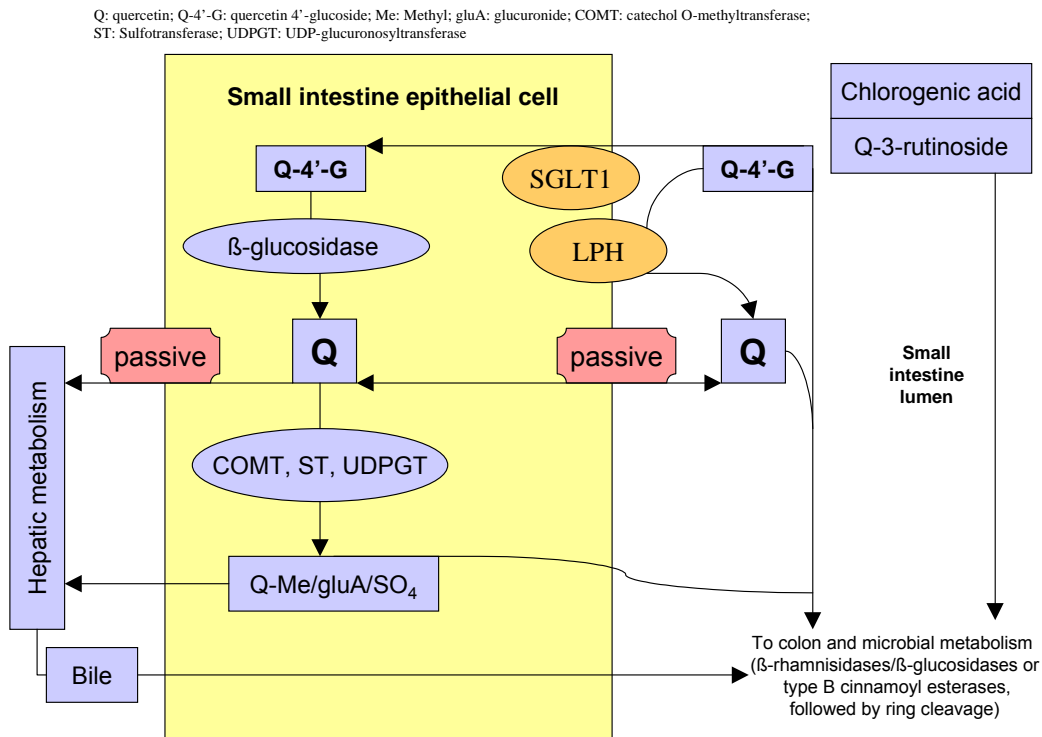 Q: quercetin; Q-4’-G: quercetin 4’-glucoside; Me: Methyl; gluA: glucuronide; COMT: catechol O-methyltransferase;
ST: Sulfotransferase; UDPGT: UDP-glucuronosyltransferase
Small intestine epithelial cell
Chlorogenic acid
Q-3-rutinoside
Q-4’-G
SGLT1
Q-4’-G
ß-glucosidase
LPH
passive
Q
passive
Q
Small
intestine
lumen
Hepatic metabolism
COMT, ST, UDPGT
Q-Me/gluA/SO₄
Bile
To colon and microbial metabolism
(ß-rhamnisidases/ß-glucosidases or
type B cinnamoyl esterases,
followed by ring cleavage)